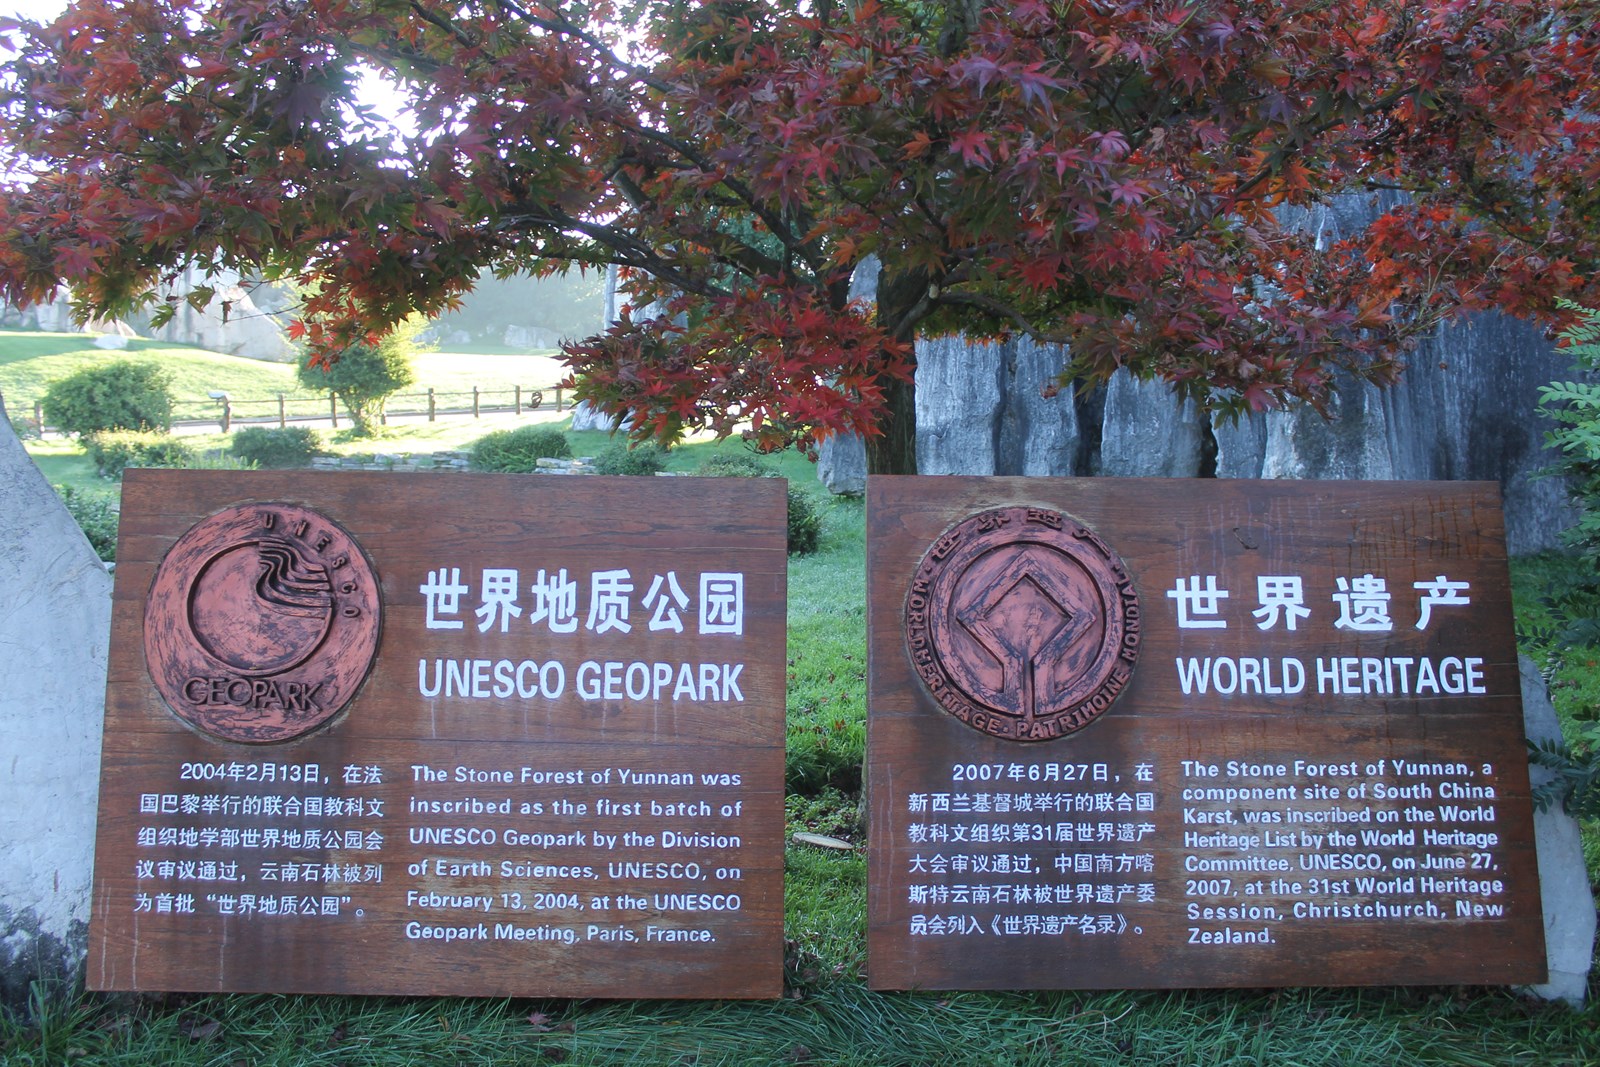 UNESCO
GEOPARK
世界地质公园
UNESCO GEOPARK
2004年2月13日，在法
国巴黎举行的联合国教科文
组织地学部世界地质公园会
议审议通过，云南石林被列
为首批“世界地质公园”。
The Stone Forest of Yunnan was
inscribed as the first batch of
UNESCO Geopark by the Division
of Earth Sciences, UNESCO, on
February 13, 2004, at the UNESCO
Geopark Meeting, Paris, France.
世界遗产
WORLD HERITAGE · PATRIMOINE MONDIAL
世界遗产
WORLD HERITAGE
2007年6月27日，在
新西兰基督城举行的联合国
教科文组织第31届世界遗产
大会审议通过，中国南方喀
斯特云南石林被世界遗产委
员会列入《世界遗产名录》。
The Stone Forest of Yunnan, a
component site of South China
Karst, was inscribed on the World
Heritage List by the World Heritage
Committee, UNESCO, on June 27,
2007, at the 31st World Heritage
Session, Christchurch, New
Zealand.